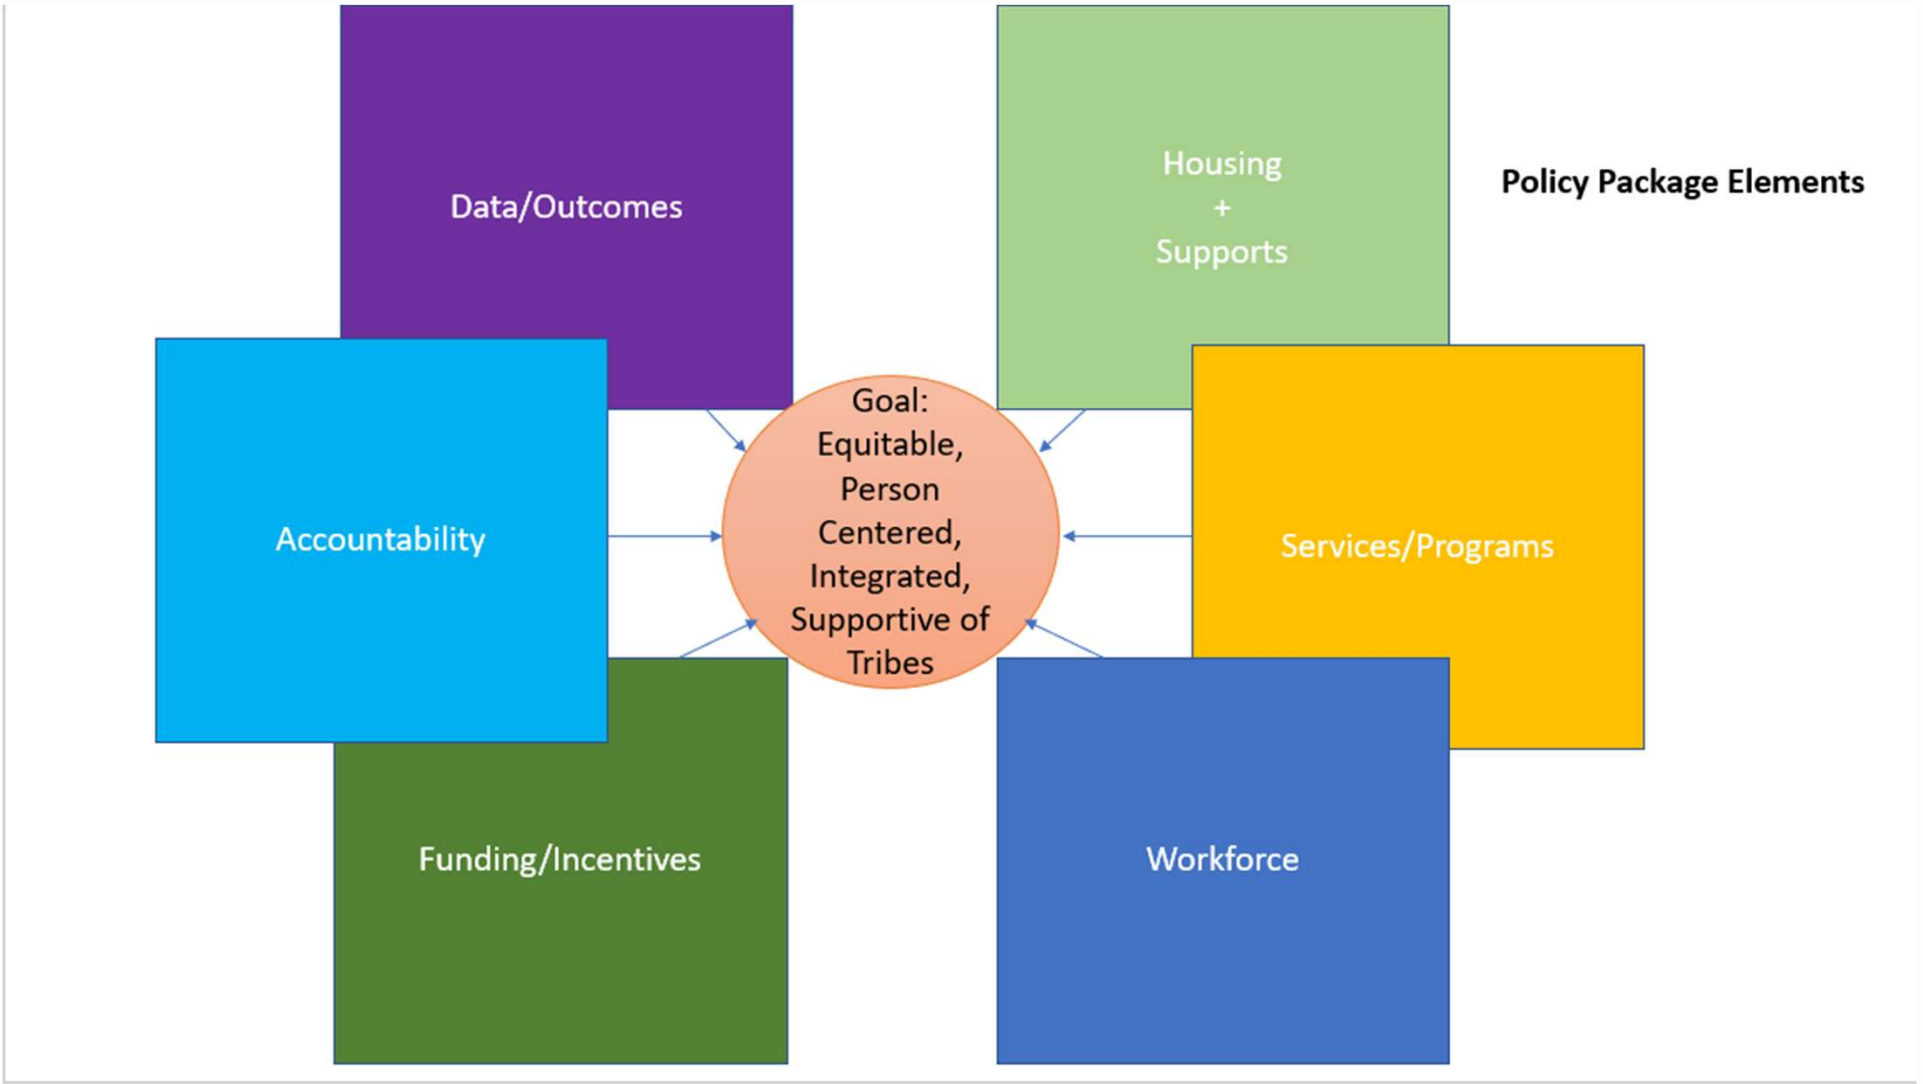 Data/Outcomes
Housing
+
Supports
Policy Package Elements
Accountability
Goal:
Equitable,
Person
Centered,
Integrated,
Supportive of
Tribes
Services/Programs
Funding/Incentives
Workforce